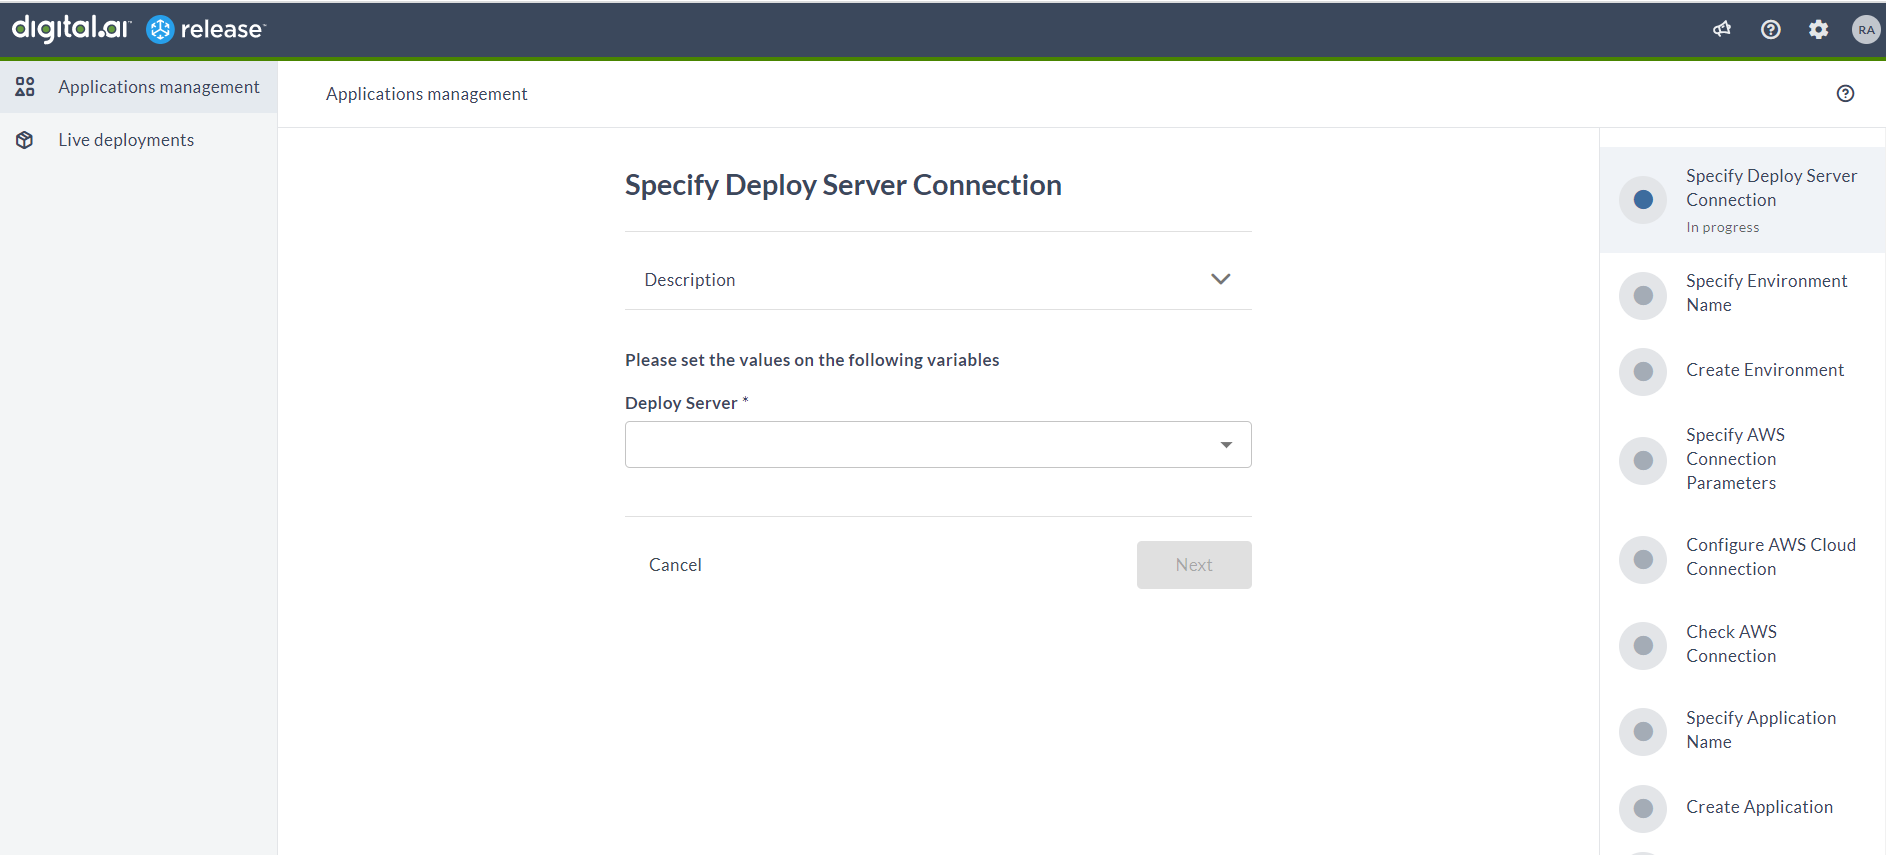 digital.ai release
RA
Applications management
Live deployments
Applications management
Specify Deploy Server Connection
Description
Please set the values on the following variables
Deploy Server *
Cancel
Next
Specify Deploy Server
Connection
In progress
Specify Environment
Name
Create Environment
Specify AWS
Connection
Parameters
Configure AWS Cloud
Connection
Check AWS
Connection
Specify Application
Name
Create Application